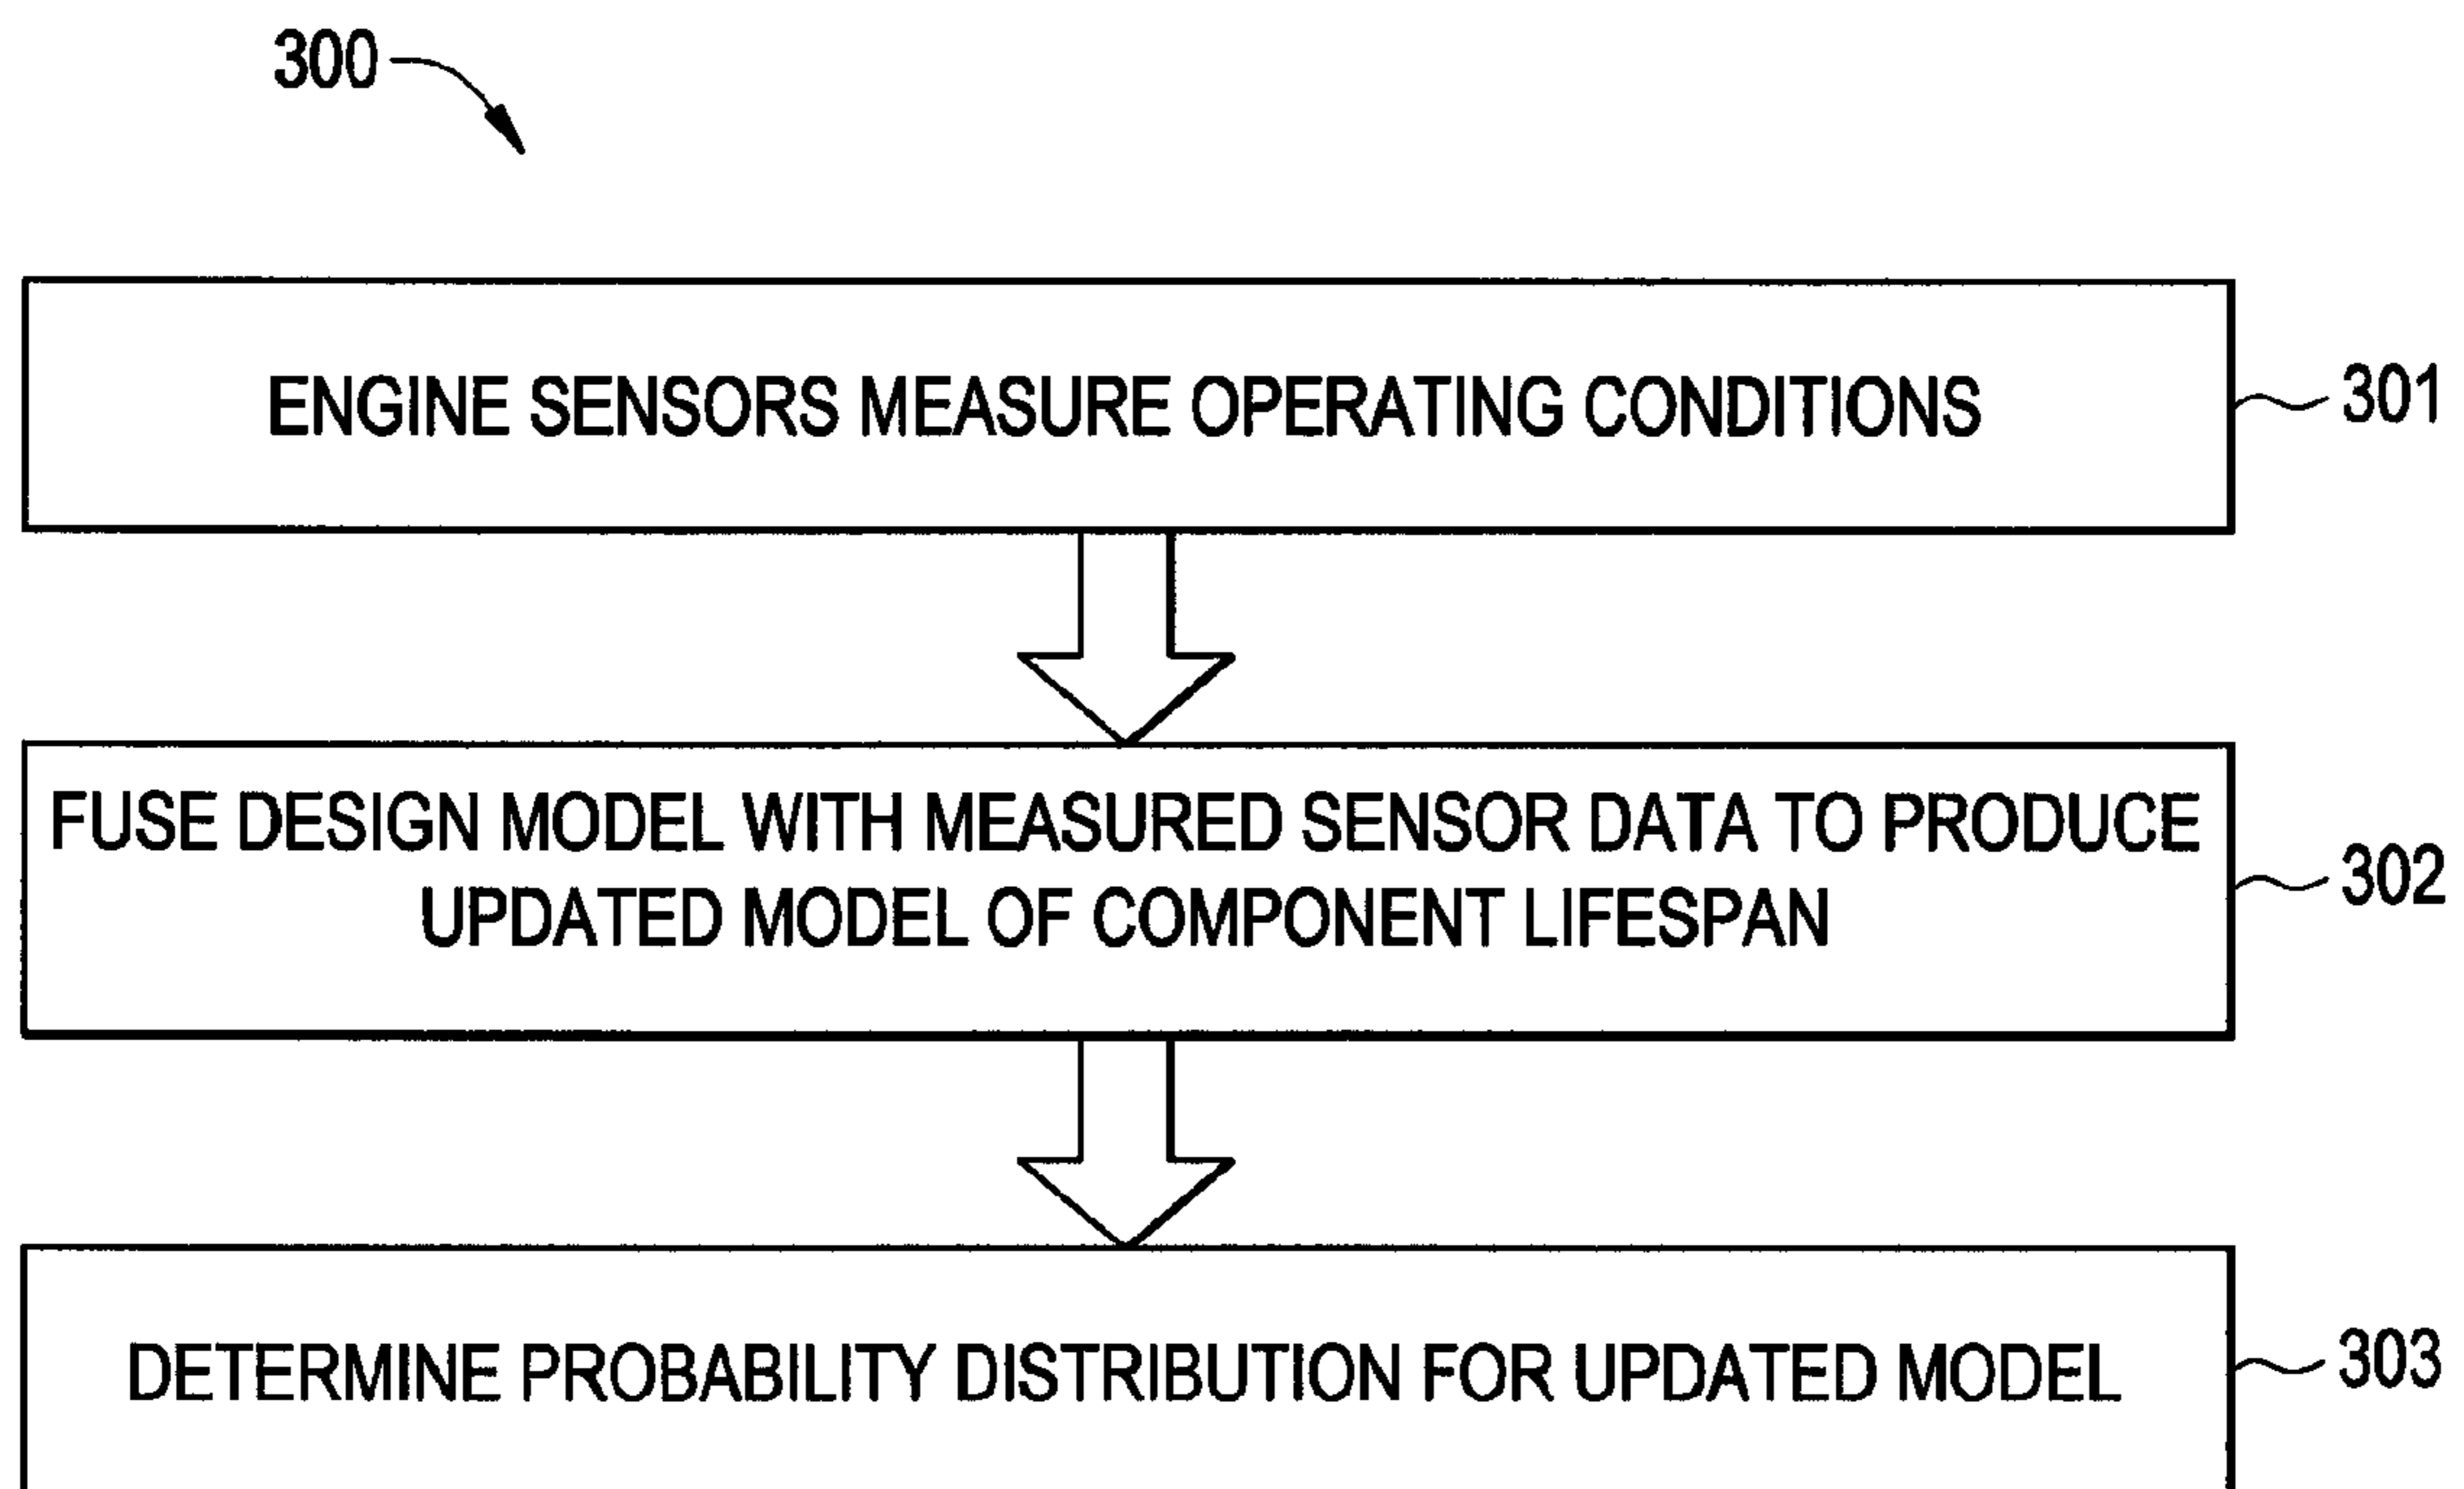 300
ENGINE SENSORS MEASURE OPERATING CONDITIONS
301
FUSE DESIGN MODEL WITH MEASURED SENSOR DATA TO PRODUCE
UPDATED MODEL OF COMPONENT LIFESPAN
302
DETERMINE PROBABILITY DISTRIBUTION FOR UPDATED MODEL
303